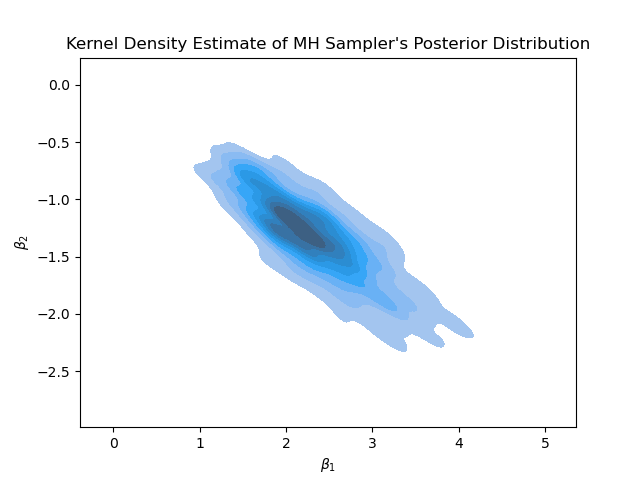 Kernel Density Estimate of MH Sampler's Posterior Distribution
0.0
−0.5
−1.0
−1.5
−2.0
−2.5
β₂
0 1 2 3 4 5
β₁